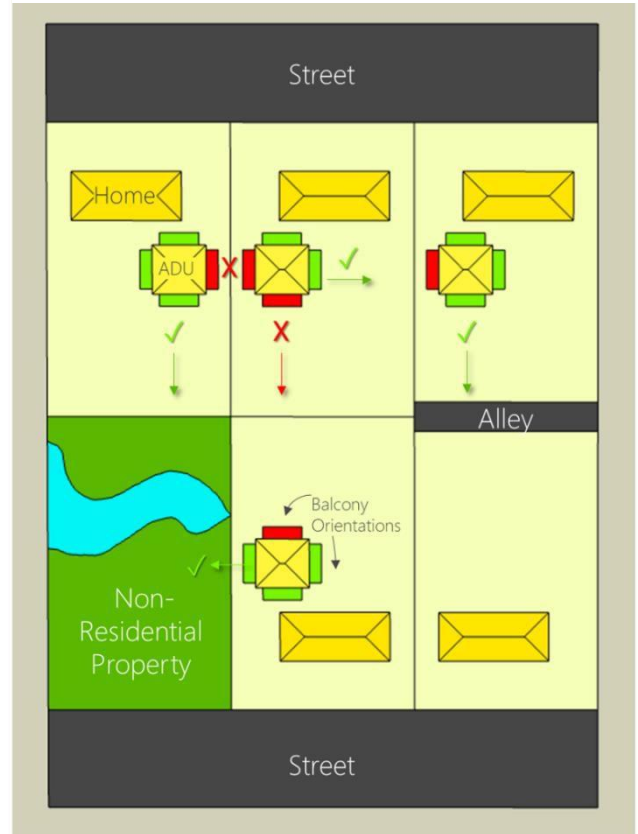 Street
Home
ADU
X
X
Alley
Balcony
Orientations
Non-
Residential
Property
Street